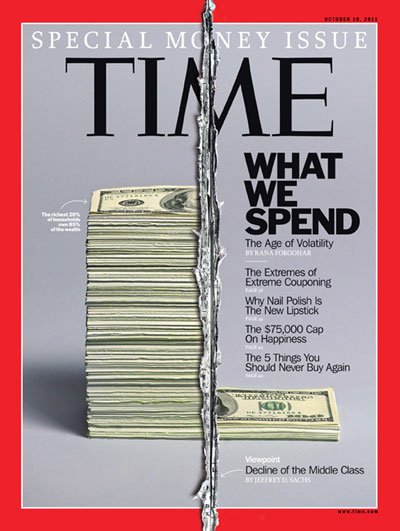 OCTOBER 10, 2011
SPECIAL MONEY ISSUE
TIME
The richest 20%
of households
own 85%
of the wealth
WHAT
WE
SPEND
The Age of Volatility
BY RANA FOROOHAR
The Extremes of
Extreme Couponing
Why Nail Polish Is
The New Lipstick
The $75,000 Cap
On Happiness
The 5 Things You
Should Never Buy Again
Viewpoint
Decline of the Middle Class
BY JEFFREY D. SACHS
www.time.com